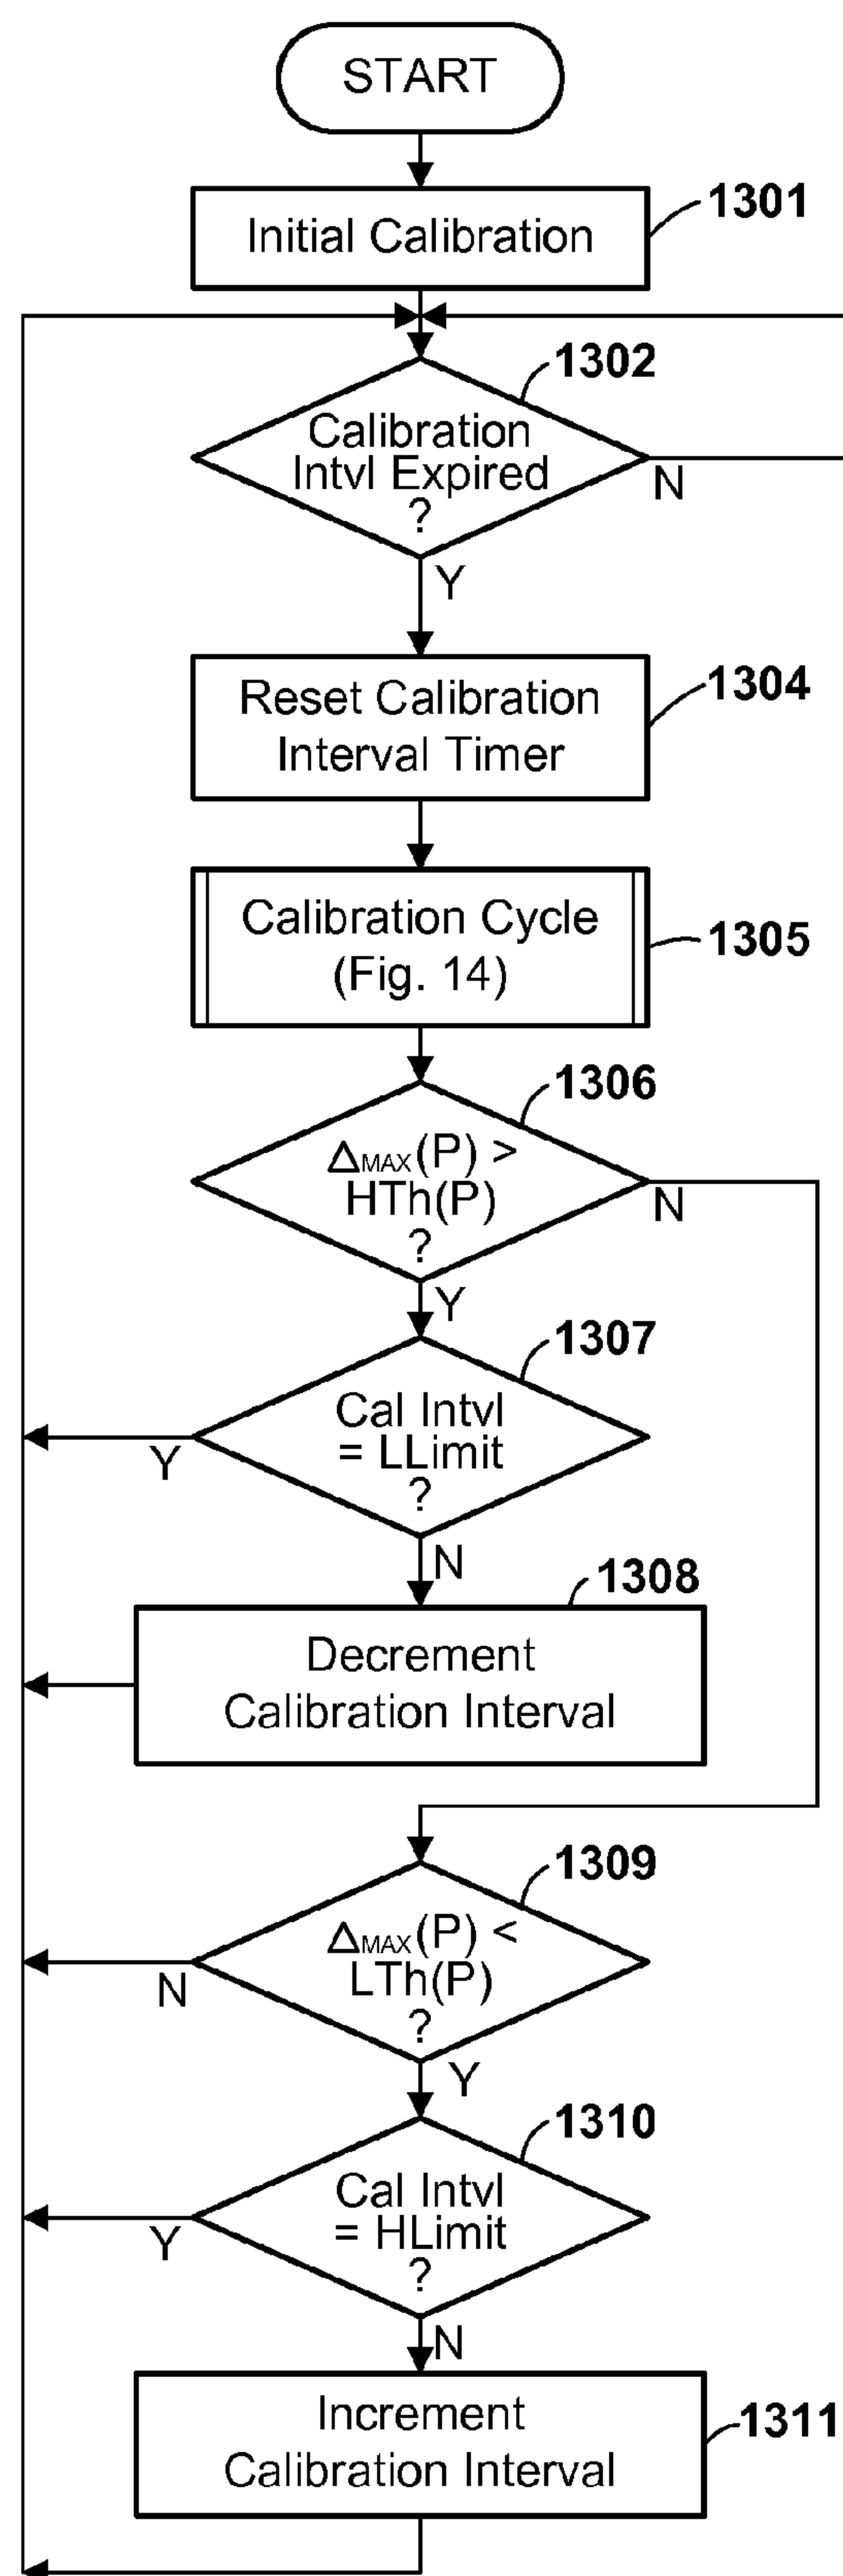 START
Initial Calibration
1301
1302
Calibration
Intvl Expired
?
N
Y
Reset Calibration
Interval Timer
1304
Calibration Cycle
(Fig. 14)
1305
1306
ΔMAX(P) >
HTh(P)
?
N
Y
1307
Cal Intvl
= LLimit
?
Y
N
1308
Decrement
Calibration Interval
1309
ΔMAX(P) <
LTh(P)
?
N
Y
1310
Cal Intvl
= HLimit
?
Y
N
Increment
Calibration Interval
1311